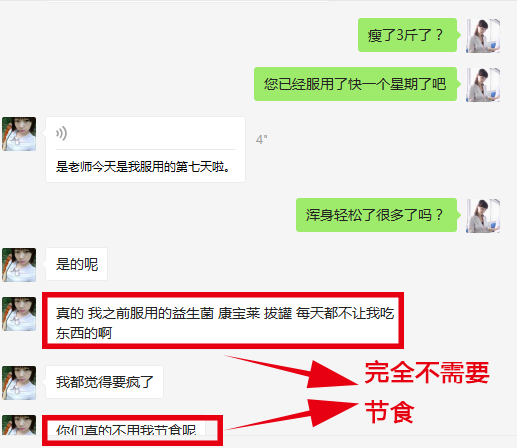 瘦了3斤了？
您已经服用了快一个星期了吧
4"
是老师今天是我服用的第七天啦。
浑身轻松了很多了吗？
是的呢
真的 我之前服用的益生菌 康宝莱 拔罐 每天都不让我吃
东西的啊
我都觉得要疯了
完全不需要
节食
你们真的不用我节食呢